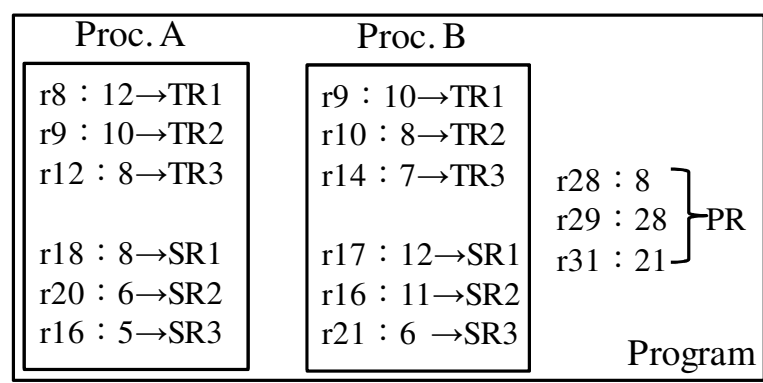 Proc. A
r8：12→TR1
r9：10→TR2
r12：8→TR3
r18：8→SR1
r20：6→SR2
r16：5→SR3
Proc. B
r9：10→TR1
r10：8→TR2
r14：7→TR3
r17：12→SR1
r16：11→SR2
r21：6 →SR3
r28：8
r29：28
r31：21
PR
Program